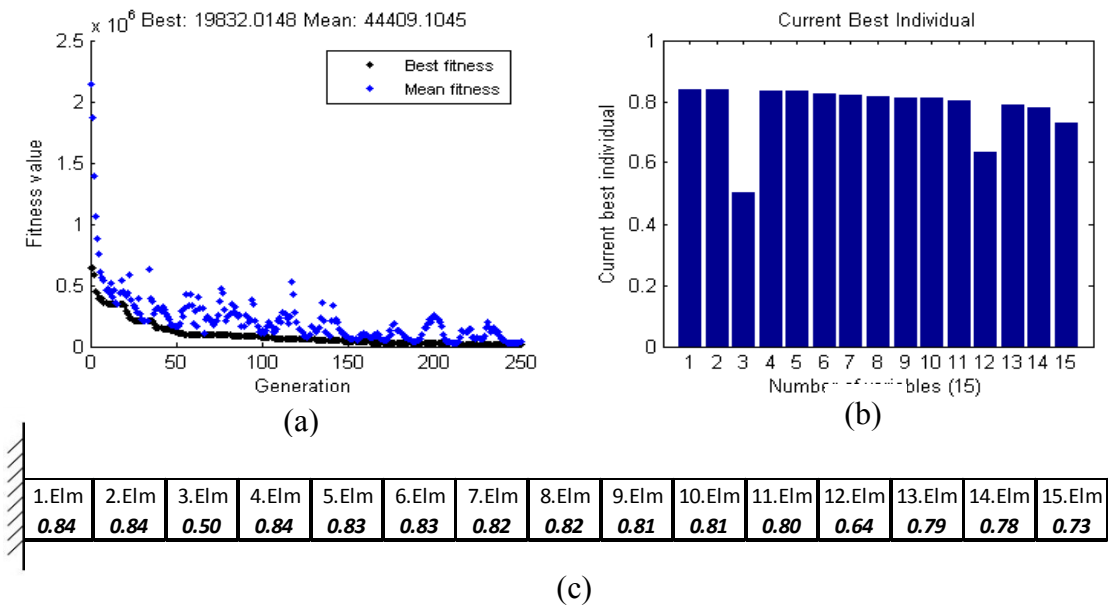 × 10^6 Best: 19832.0148 Mean: 44409.1045
2.5
2
1.5
1
0.5
0
Fitness value
Best fitness
Mean fitness
0 50 100 150 200 250
Generation
(a)
Current Best Individual
1
0.8
0.6
0.4
0.2
0
Current best individual
1 2 3 4 5 6 7 8 9 10 11 12 13 14 15
Number of variables (15)
(b)
1.Elm 2.Elm 3.Elm 4.Elm 5.Elm 6.Elm 7.Elm 8.Elm 9.Elm 10.Elm 11.Elm 12.Elm 13.Elm 14.Elm 15.Elm
0.84 0.84 0.50 0.84 0.83 0.83 0.82 0.82 0.81 0.81 0.80 0.64 0.79 0.78 0.73
(c)